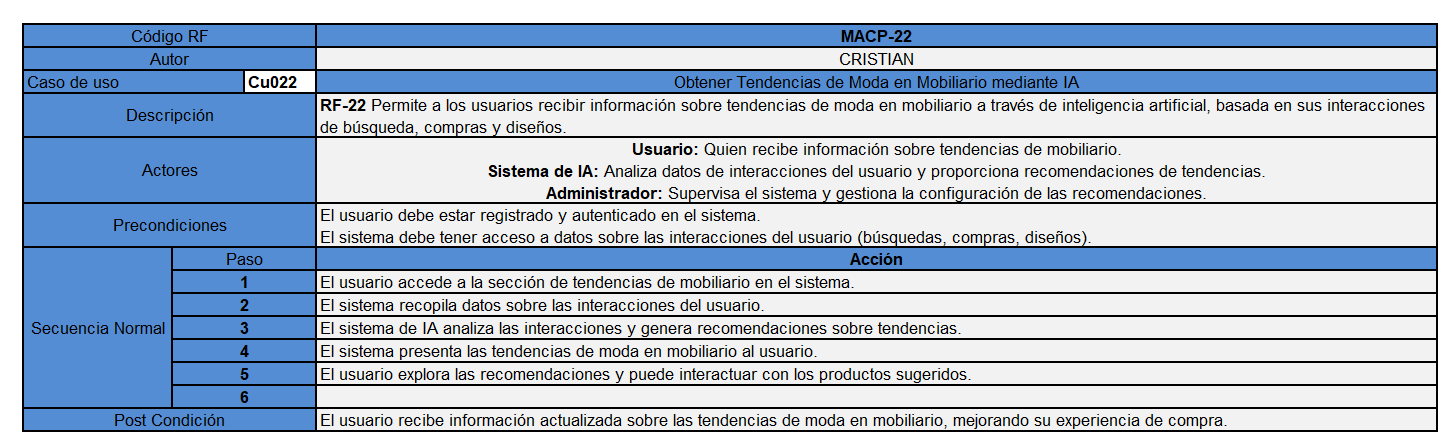 Código RF MACP-22
Autor CRISTIAN
Caso de uso Cu022 Obtener Tendencias de Moda en Mobiliario mediante IA
Descripción
RF-22 Permite a los usuarios recibir información sobre tendencias de moda en mobiliario a través de inteligencia artificial, basada en sus interacciones
de búsqueda, compras y diseños.
Actores
Usuario: Quien recibe información sobre tendencias de mobiliario.
Sistema de IA: Analiza datos de interacciones del usuario y proporciona recomendaciones de tendencias.
Administrador: Supervisa el sistema y gestiona la configuración de las recomendaciones.
Precondiciones
El usuario debe estar registrado y autenticado en el sistema.
El sistema debe tener acceso a datos sobre las interacciones del usuario (búsquedas, compras, diseños).
Secuencia Normal
Paso Acción
1 El usuario accede a la sección de tendencias de mobiliario en el sistema.
2 El sistema recopila datos sobre las interacciones del usuario.
3 El sistema de IA analiza las interacciones y genera recomendaciones sobre tendencias.
4 El sistema presenta las tendencias de moda en mobiliario al usuario.
5 El usuario explora las recomendaciones y puede interactuar con los productos sugeridos.
6
Post Condición El usuario recibe información actualizada sobre las tendencias de moda en mobiliario, mejorando su experiencia de compra.